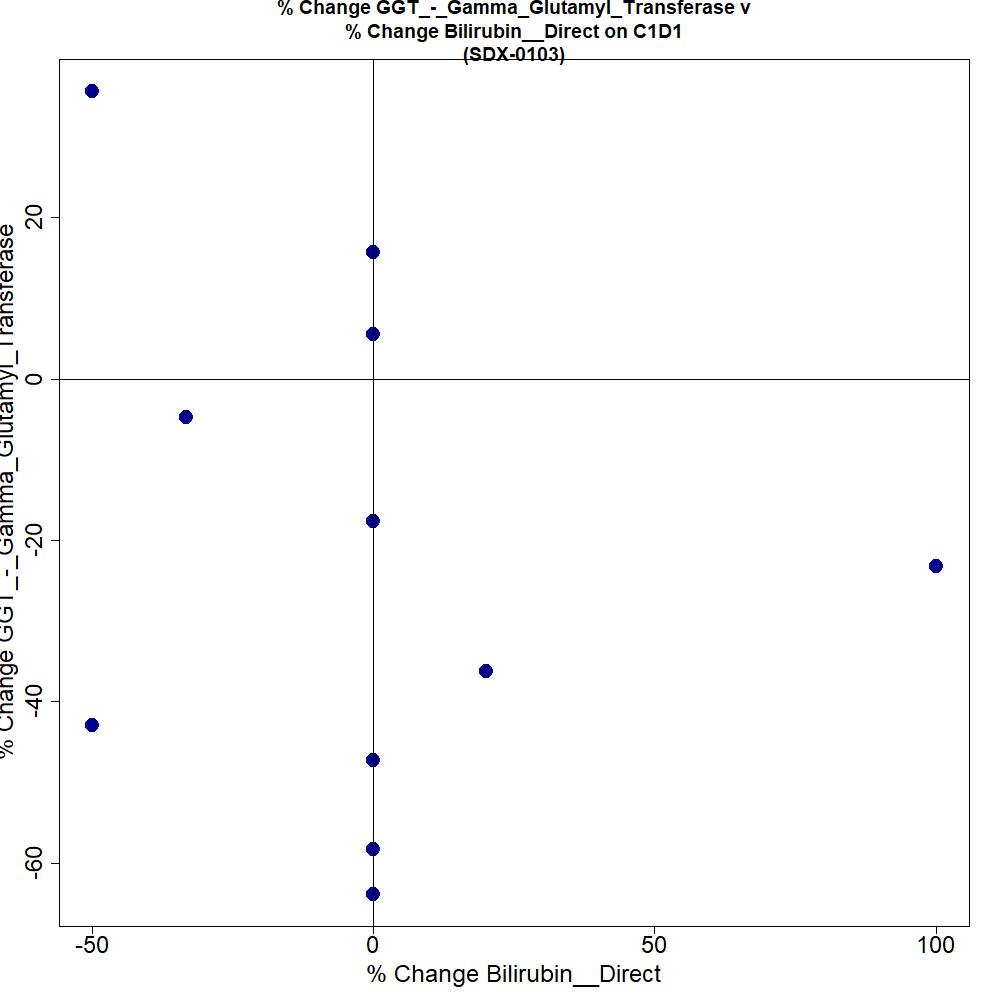 % Change GGT_-_Gamma_Glutamyl_Transferase v
% Change Bilirubin__Direct on C1D1
(SDX-0103)
% Change GGT_-_Gamma_Glutamyl_Transferase
20
0
-20
-40
-60
-50 0 50 100
% Change Bilirubin__Direct